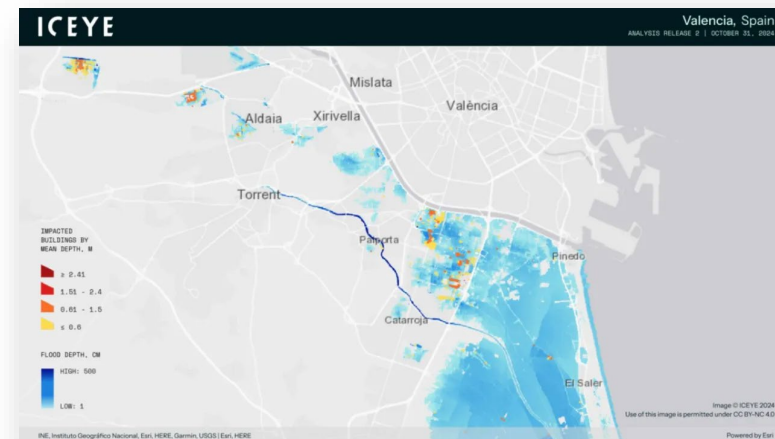 ICEYE
Valencia, Spain
ANALYSIS RELEASE 2 | OCTOBER 31, 2024
Mislata
València
Aldaia
Xirivella
Torrent
Paiporta
Pinedo
Catarroja
El Saler
IMPACTED
BUILDINGS BY
MEAN DEPTH, M
≥ 2.41
1.51 - 2.4
0.61 - 1.5
≤ 0.6
FLOOD DEPTH, CM
HIGH: 500
LOW: 1
Image © ICEYE 2024
Use of this image is permitted under CC BY-NC 4.0
INE, Instituto Geográfico Nacional, Esri, HERE, Garmin, USGS | Esri, HERE
Powered by Esri